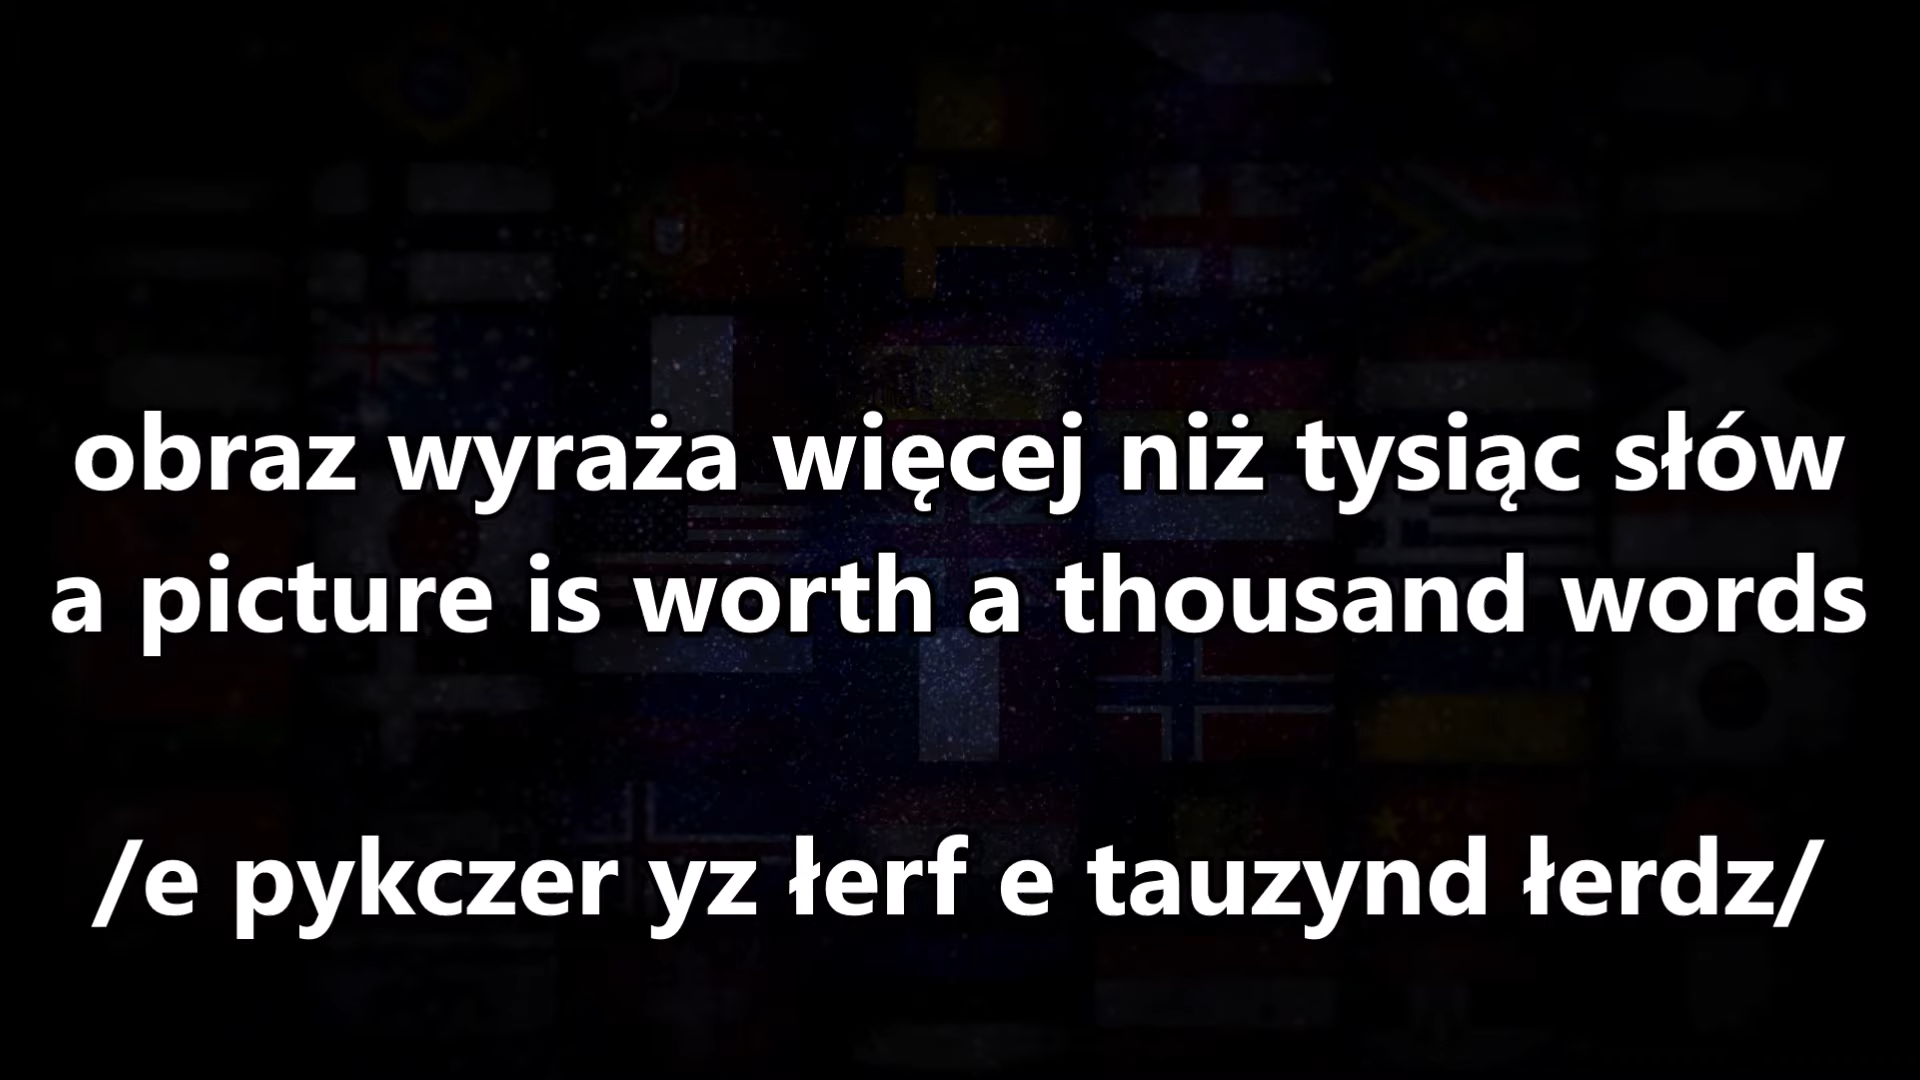 obraz wyraża więcej niż tysiąc słów
a picture is worth a thousand words
/e pykczer yz łerf e tauzynd łerdz/